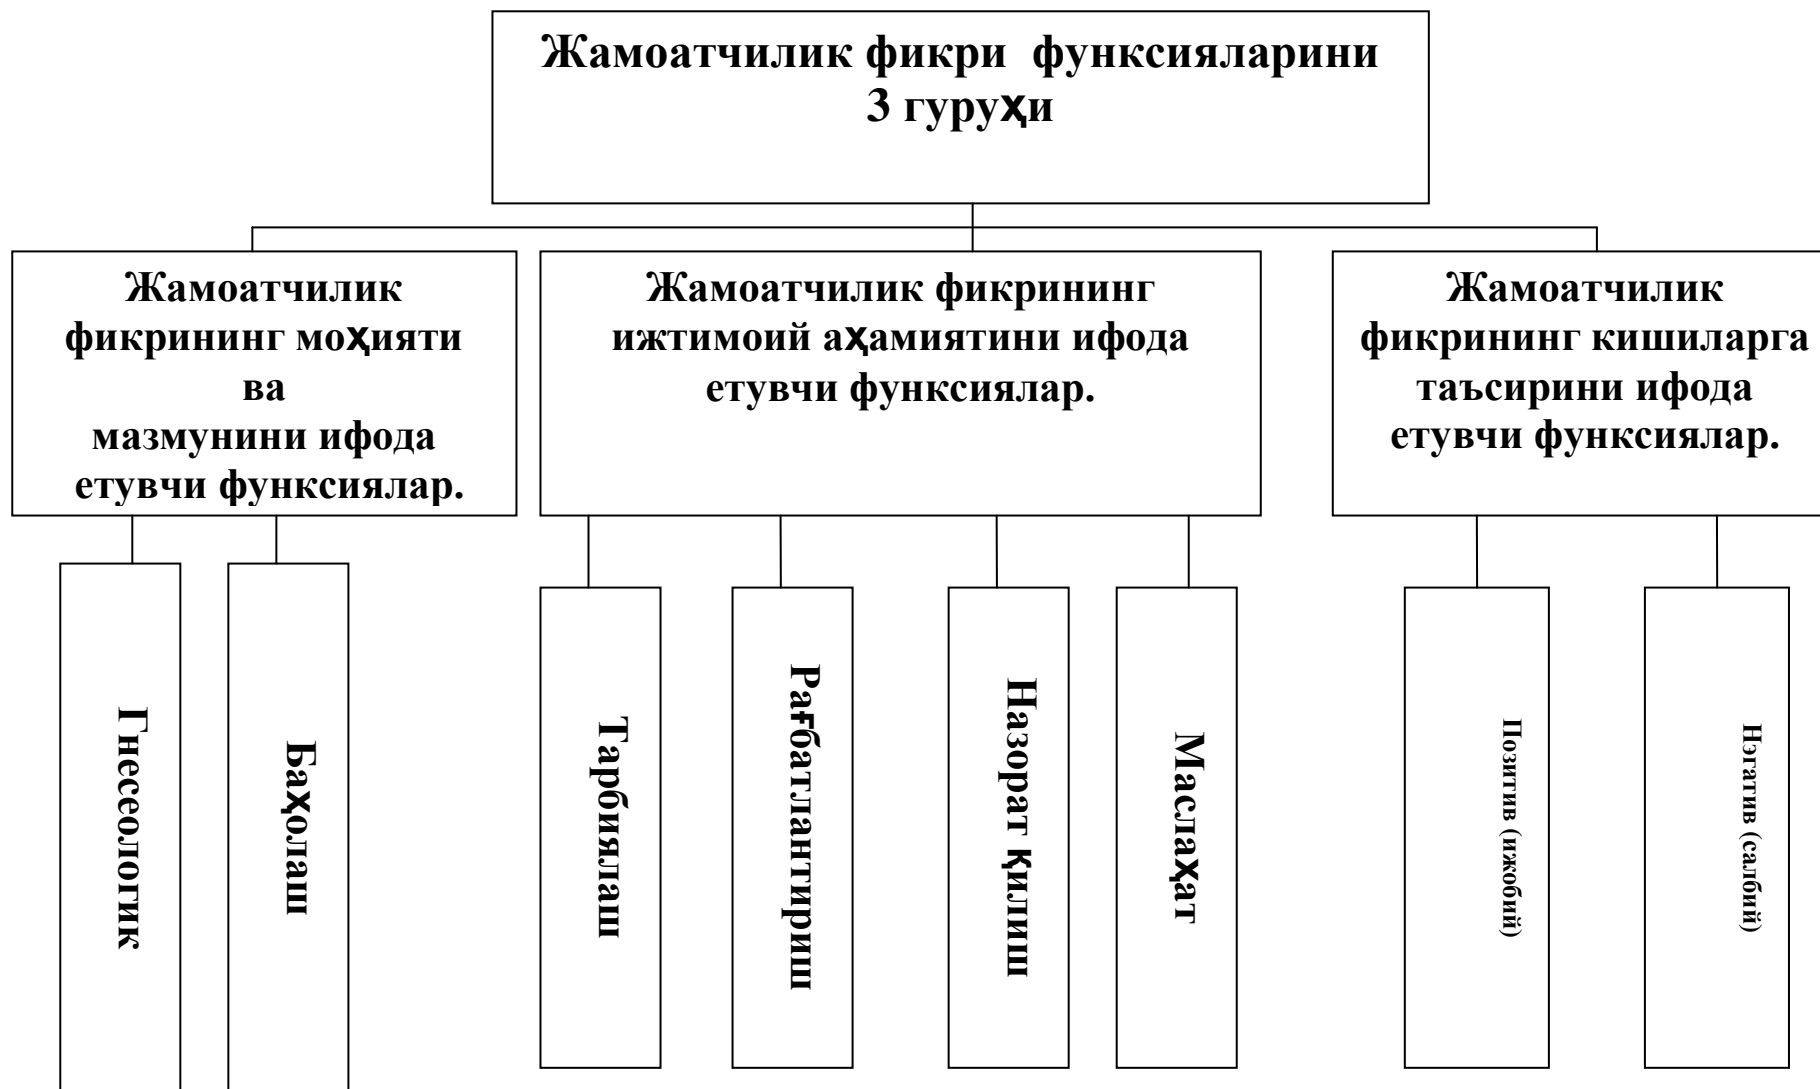 Жамоатчилик фикри функсияларини
3 гуруҳи
Жамоатчилик
фикрининг моҳияти
ва
мазмунини ифода
етувчи функсиялар.
Жамоатчилик фикрининг
ижтимоий аҳамиятини ифода
етувчи функсиялар.
Жамоатчилик
фикрининг кишиларга
таъсирини ифода
етувчи функсиялар.
Гнесеологик
Баҳолаш
Тарбиялаш
Рағбатлантириш
Назорат қилиш
Маслаҳат
Позитив (ижобий)
Нэгатив (салбий)